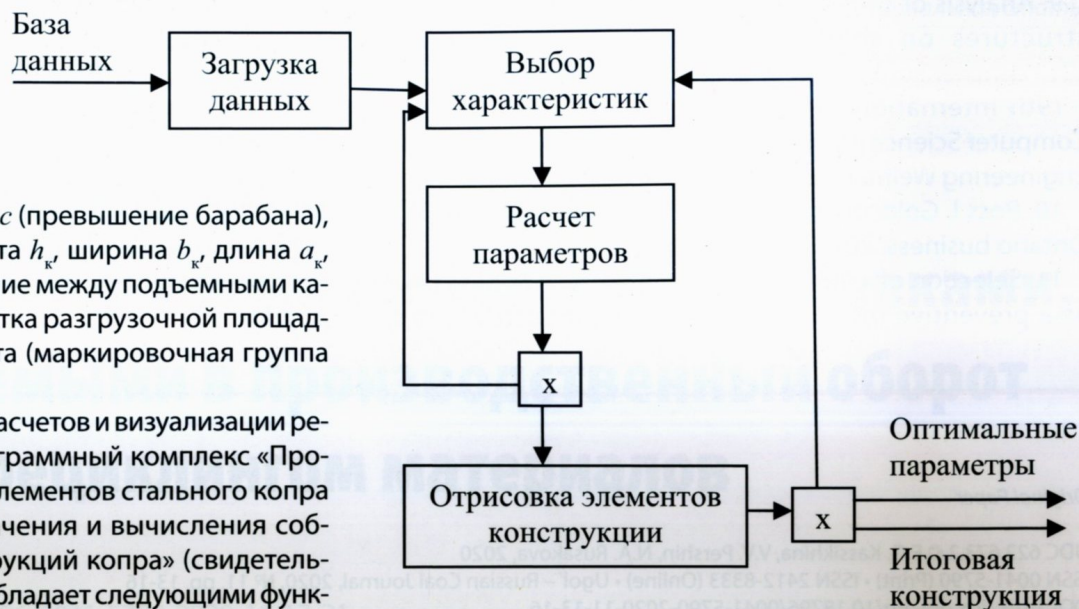 База
данных
Загрузка
данных
Выбор
характеристик
Расчет
параметров
x
Отрисовка элементов
конструкции
x
Оптимальные
параметры
Итоговая
конструкция
c (превышение барабана),
та hк, ширина bк, длина aк,
ие между подъемными ка-
тка разгрузочной площад-
та (маркировочная группа
асчетов и визуализации ре-
граммный комплекс «Про-
лементов стального копра
чения и вычисления соб-
рукций копра» (свидетель-
бладает следующими функ-